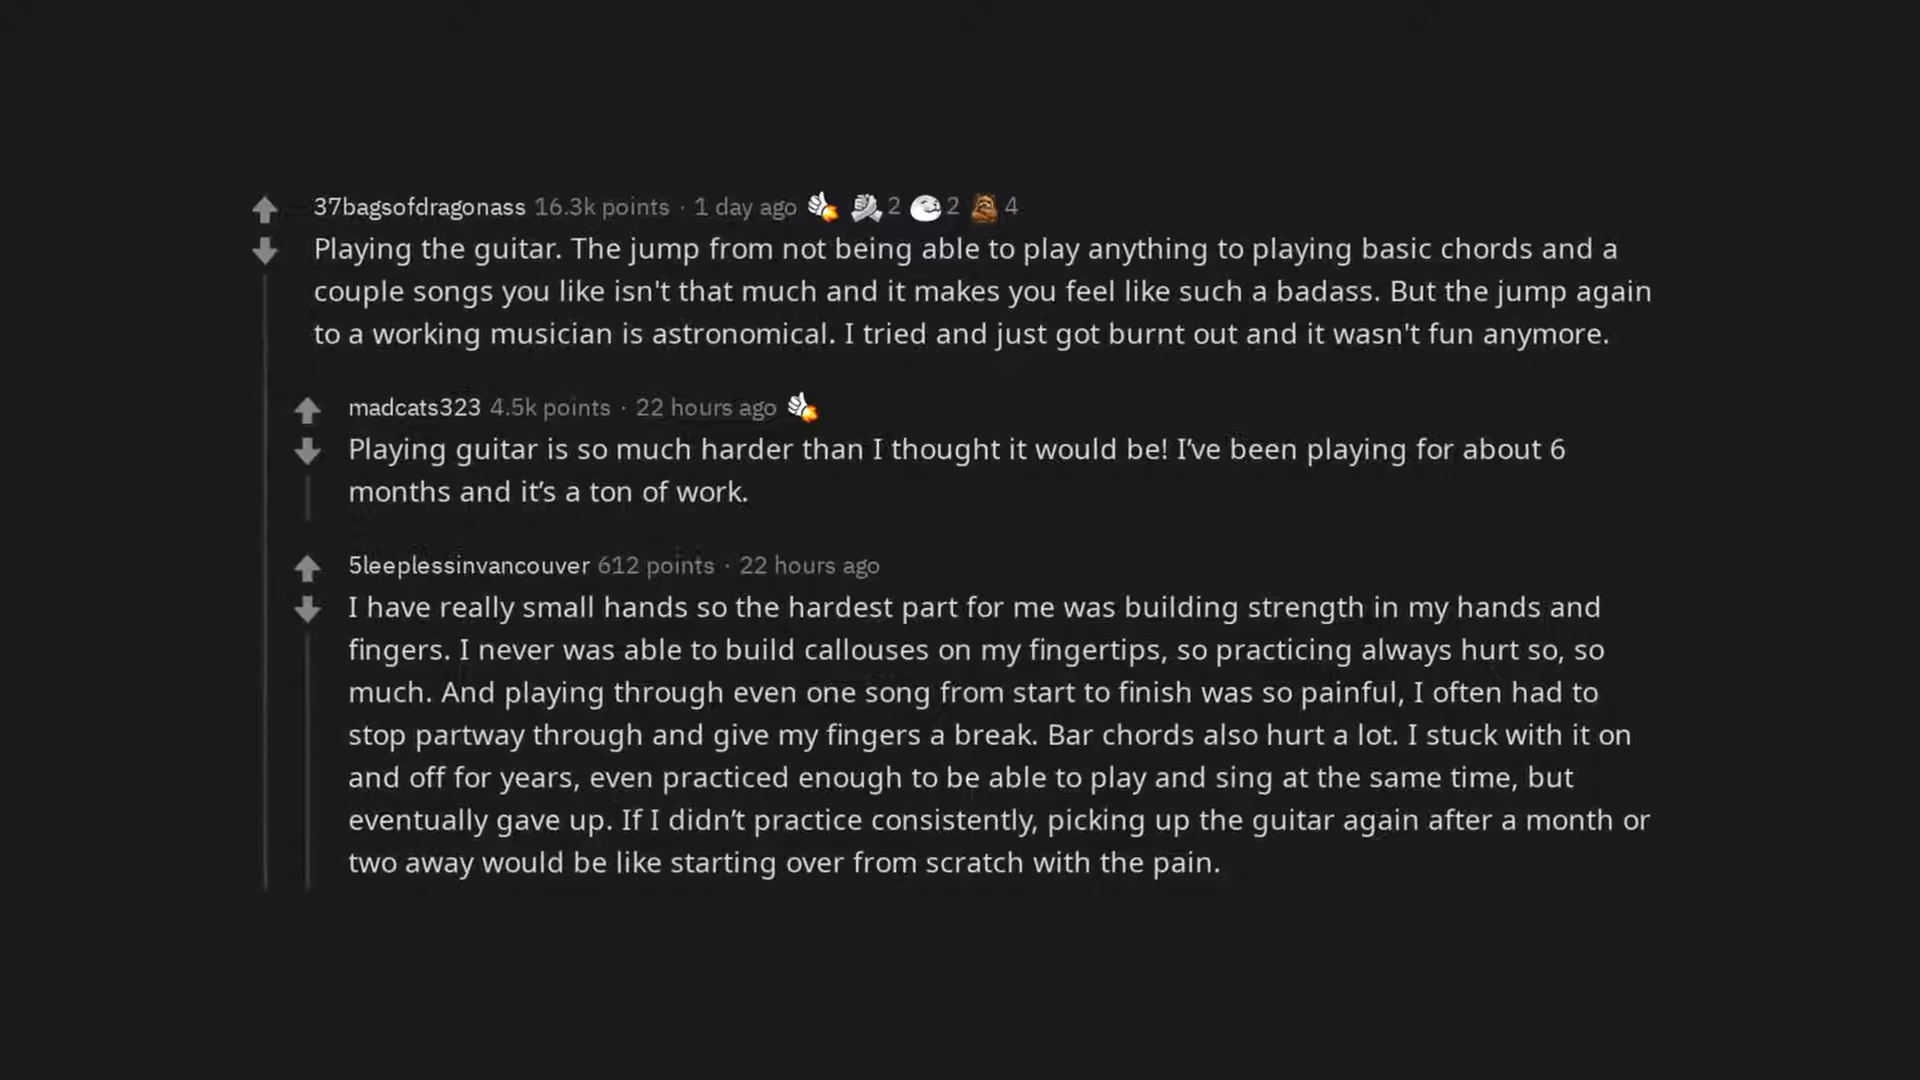 37bagsofdragonass 16.3k points · 1 day ago 2 2 4
Playing the guitar. The jump from not being able to play anything to playing basic chords and a
couple songs you like isn't that much and it makes you feel like such a badass. But the jump again
to a working musician is astronomical. I tried and just got burnt out and it wasn't fun anymore.
madcats323 4.5k points · 22 hours ago
Playing guitar is so much harder than I thought it would be! I’ve been playing for about 6
months and it’s a ton of work.
5leeplessinvancouver 612 points · 22 hours ago
I have really small hands so the hardest part for me was building strength in my hands and
fingers. I never was able to build callouses on my fingertips, so practicing always hurt so, so
much. And playing through even one song from start to finish was so painful, I often had to
stop partway through and give my fingers a break. Bar chords also hurt a lot. I stuck with it on
and off for years, even practiced enough to be able to play and sing at the same time, but
eventually gave up. If I didn’t practice consistently, picking up the guitar again after a month or
two away would be like starting over from scratch with the pain.